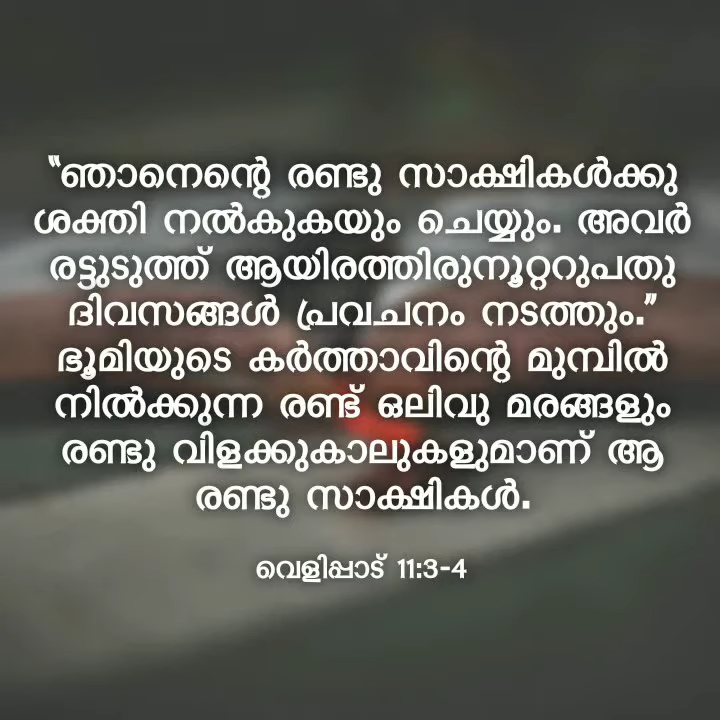 "ഞാനെന്റെ രണ്ടു സാക്ഷികൾക്കു
ശക്തി നൽകുകയും ചെയ്യും. അവർ
രട്ടുടുത്ത് ആയിരത്തിരുനൂറ്ററുപതു
ദിവസങ്ങൾ പ്രവചനം നടത്തും."
ഭൂമിയുടെ കർത്താവിന്റെ മുമ്പിൽ
നിൽക്കുന്ന രണ്ട് ഒലിവു മരങ്ങളും
രണ്ടു വിളക്കുകാലുകളുമാണ് ആ
രണ്ടു സാക്ഷികൾ.
വെളിപ്പാട് 11:3-4